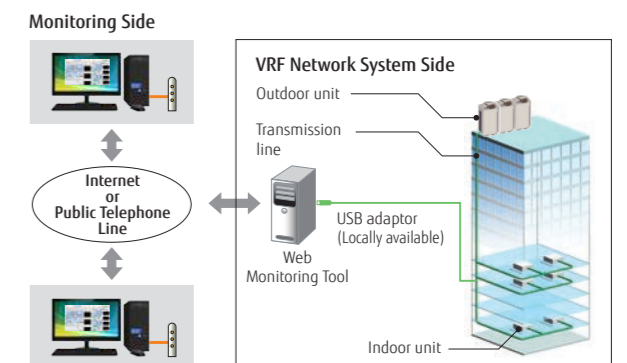 Monitoring Side
Internet
or
Public Telephone
Line
VRF Network System Side
Outdoor unit
Transmission
line
USB adaptor
(Locally available)
Web
Monitoring Tool
Indoor unit